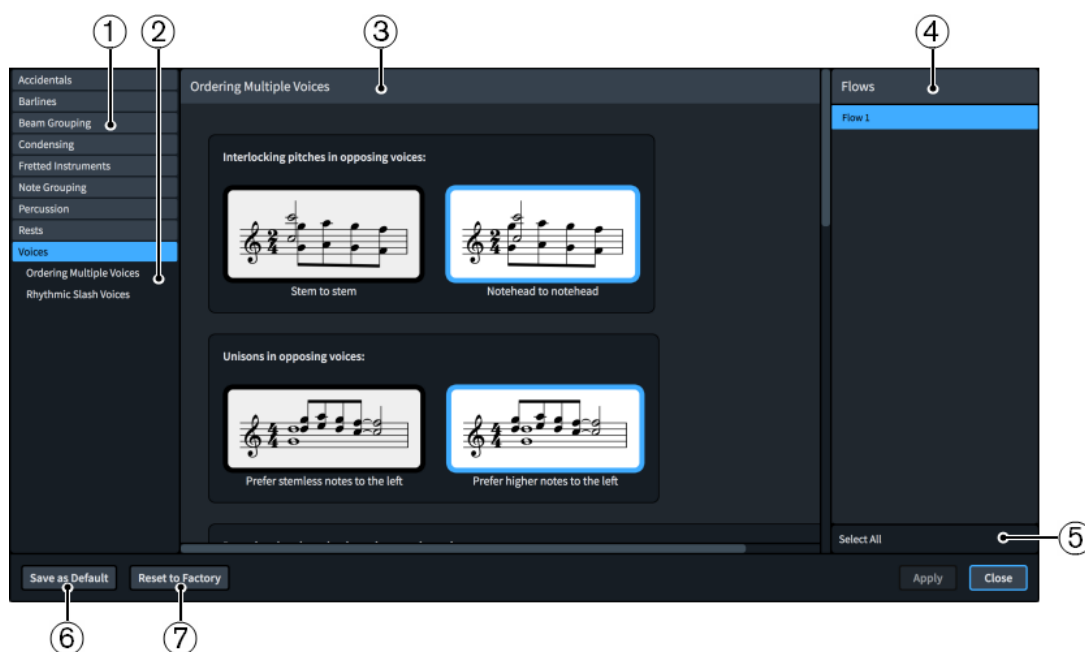 ① ② ③ ④
Accidentals
Barlines
Beam Grouping
Condensing
Fretted Instruments
Note Grouping
Percussion
Rests
Voices
Ordering Multiple Voices
Rhythmic Slash Voices
Ordering Multiple Voices
Interlocking pitches in opposing voices:
Stem to stem
Notehead to notehead
Unisons in opposing voices:
Prefer stemless notes to the left
Prefer higher notes to the left
Flows
Flow 1
Select All
⑤
Save as Default
Reset to Factory
Apply
Close
⑥ ⑦